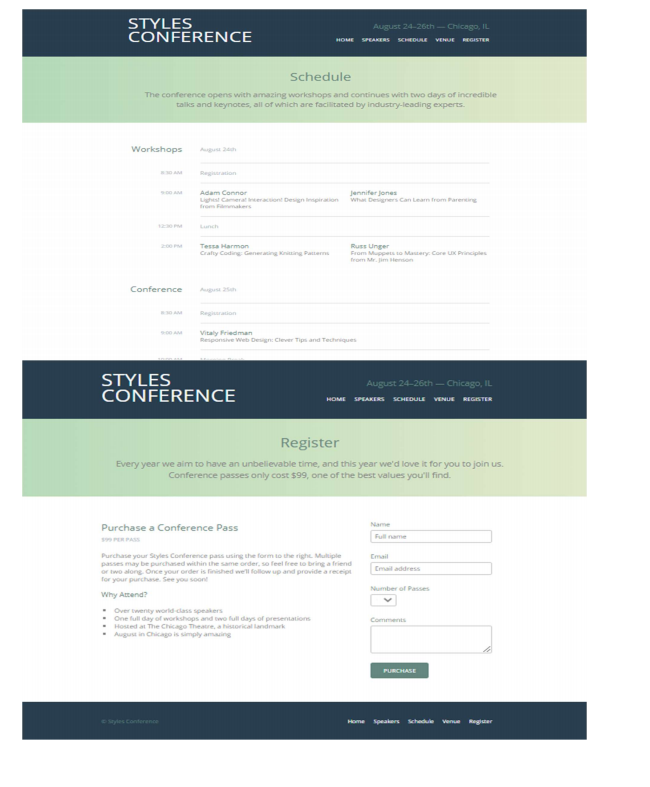 STYLES
CONFERENCE
August 24–26th — Chicago, IL
HOME SPEAKERS SCHEDULE VENUE REGISTER
Schedule
The conference opens with amazing workshops and continues with two days of incredible
talks and keynotes, all of which are facilitated by industry-leading experts.
Workshops August 24th
8:30 AM Registration
9:00 AM Adam Connor Jennifer Jones
Lights! Camera! Interaction! Design Inspiration What Designers Can Learn from Parenting
from Filmmakers
12:30 PM Lunch
2:00 PM Tessa Harmon Russ Unger
Crafty Coding: Generating Knitting Patterns From Muppets to Mastery: Core UX Principles
from Mr. Jim Henson
Conference August 25th
8:30 AM Registration
9:00 AM Vitaly Friedman
Responsive Web Design: Clever Tips and Techniques
STYLES
CONFERENCE
August 24–26th — Chicago, IL
HOME SPEAKERS SCHEDULE VENUE REGISTER
Register
Every year we aim to have an unbelievable time, and this year we'd love it for you to join us.
Conference passes only cost $99, one of the best values you'll find.
Purchase a Conference Pass
$99 PER PASS
Purchase your Styles Conference pass using the form to the right. Multiple
passes may be purchased within the same order, so feel free to bring a friend
or two along. Once your order is finished we'll follow up and provide a receipt
for your purchase. See you soon!
Why Attend?
• Over twenty world-class speakers
• One full day of workshops and two full days of presentations
• Hosted at The Chicago Theatre, a historical landmark
• August in Chicago is simply amazing
Name
Full name
Email
Email address
Number of Passes
Comments
PURCHASE
© Styles Conference
Home Speakers Schedule Venue Register